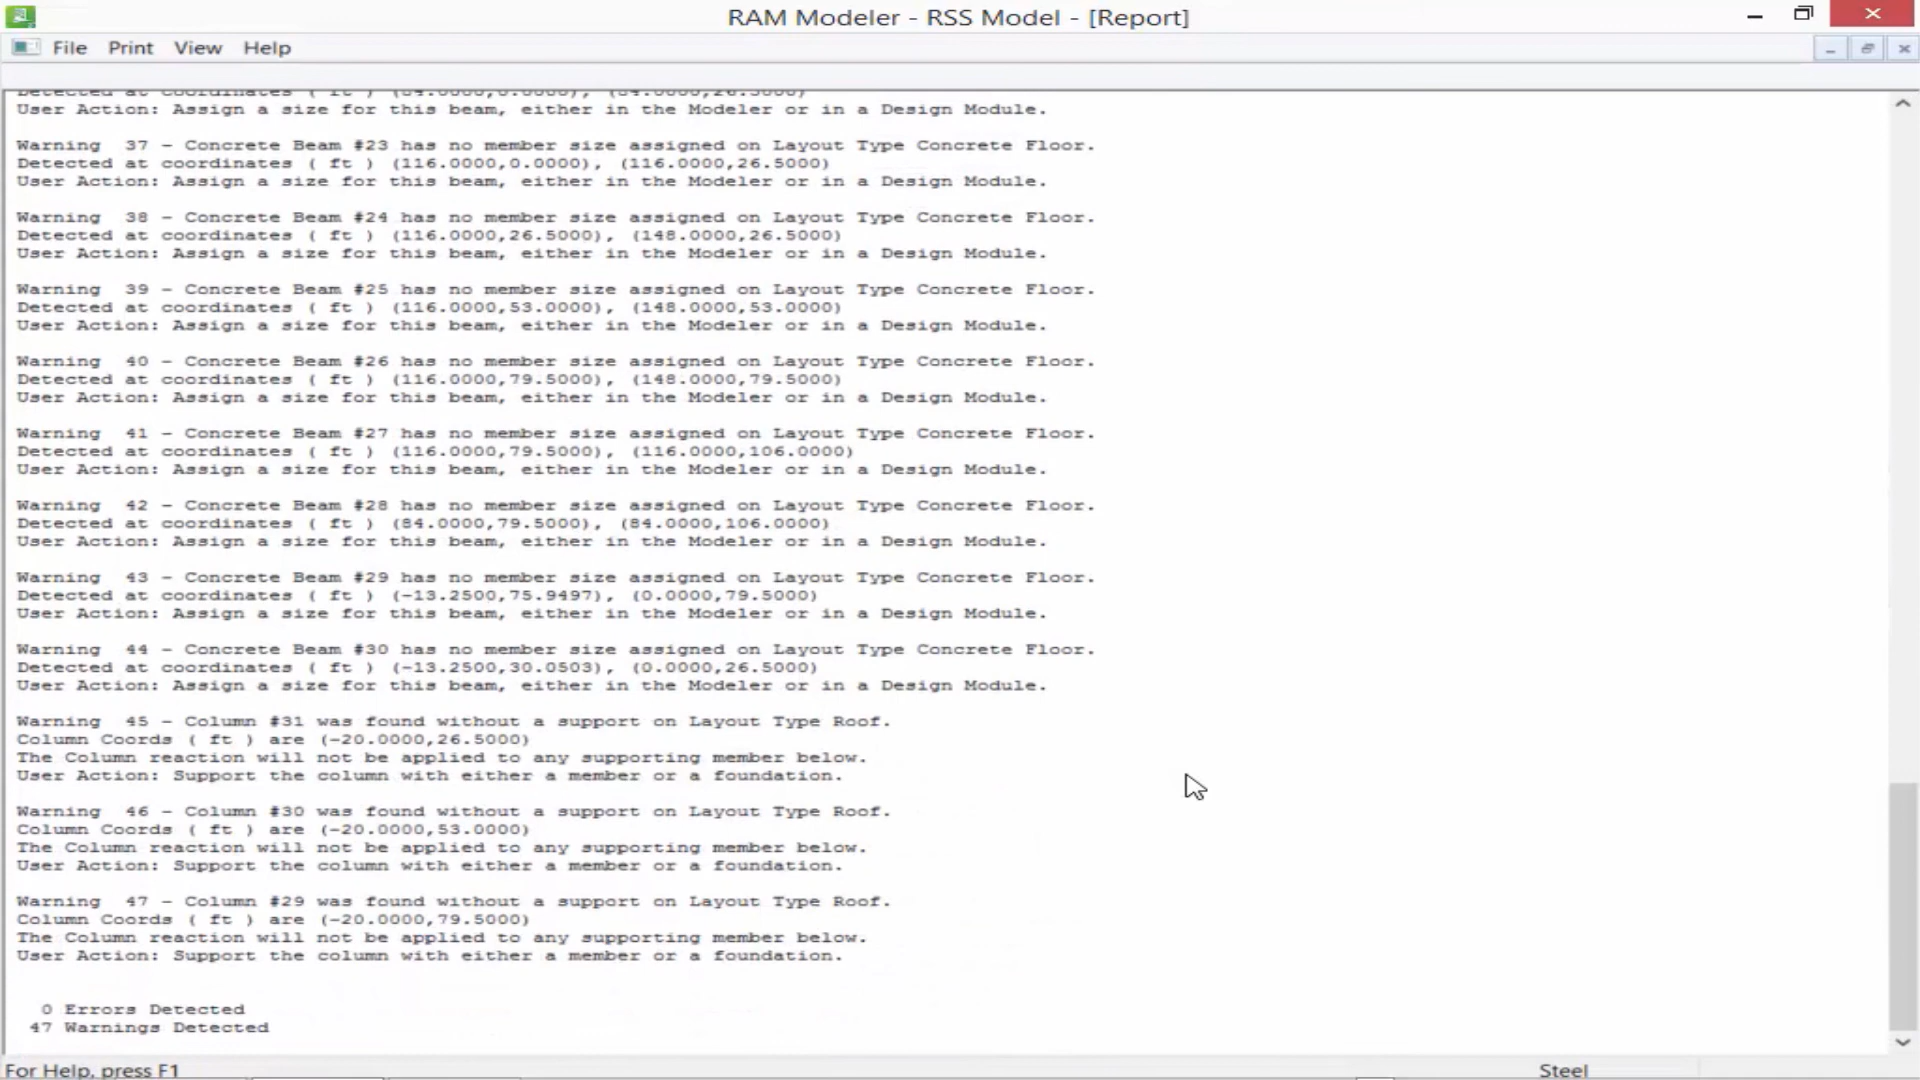 RAM Modeler - RSS Model - [Report]
File Print View Help
Detected at coordinates ( ft ) (84.0000,0.0000), (84.0000,26.5000)
User Action: Assign a size for this beam, either in the Modeler or in a Design Module.
Warning 37 - Concrete Beam #23 has no member size assigned on Layout Type Concrete Floor.
Detected at coordinates ( ft ) (116.0000,0.0000), (116.0000,26.5000)
User Action: Assign a size for this beam, either in the Modeler or in a Design Module.
Warning 38 - Concrete Beam #24 has no member size assigned on Layout Type Concrete Floor.
Detected at coordinates ( ft ) (116.0000,26.5000), (148.0000,26.5000)
User Action: Assign a size for this beam, either in the Modeler or in a Design Module.
Warning 39 - Concrete Beam #25 has no member size assigned on Layout Type Concrete Floor.
Detected at coordinates ( ft ) (116.0000,53.0000), (148.0000,53.0000)
User Action: Assign a size for this beam, either in the Modeler or in a Design Module.
Warning 40 - Concrete Beam #26 has no member size assigned on Layout Type Concrete Floor.
Detected at coordinates ( ft ) (116.0000,79.5000), (148.0000,79.5000)
User Action: Assign a size for this beam, either in the Modeler or in a Design Module.
Warning 41 - Concrete Beam #27 has no member size assigned on Layout Type Concrete Floor.
Detected at coordinates ( ft ) (116.0000,79.5000), (116.0000,106.0000)
User Action: Assign a size for this beam, either in the Modeler or in a Design Module.
Warning 42 - Concrete Beam #28 has no member size assigned on Layout Type Concrete Floor.
Detected at coordinates ( ft ) (84.0000,79.5000), (84.0000,106.0000)
User Action: Assign a size for this beam, either in the Modeler or in a Design Module.
Warning 43 - Concrete Beam #29 has no member size assigned on Layout Type Concrete Floor.
Detected at coordinates ( ft ) (-13.2500,75.9497), (0.0000,79.5000)
User Action: Assign a size for this beam, either in the Modeler or in a Design Module.
Warning 44 - Concrete Beam #30 has no member size assigned on Layout Type Concrete Floor.
Detected at coordinates ( ft ) (-13.2500,30.0503), (0.0000,26.5000)
User Action: Assign a size for this beam, either in the Modeler or in a Design Module.
Warning 45 - Column #31 was found without a support on Layout Type Roof.
Column Coords ( ft ) are (-20.0000,26.5000)
The Column reaction will not be applied to any supporting member below.
User Action: Support the column with either a member or a foundation.
Warning 46 - Column #30 was found without a support on Layout Type Roof.
Column Coords ( ft ) are (-20.0000,53.0000)
The Column reaction will not be applied to any supporting member below.
User Action: Support the column with either a member or a foundation.
Warning 47 - Column #29 was found without a support on Layout Type Roof.
Column Coords ( ft ) are (-20.0000,79.5000)
The Column reaction will not be applied to any supporting member below.
User Action: Support the column with either a member or a foundation.
0 Errors Detected
47 Warnings Detected
For Help, press F1 Steel